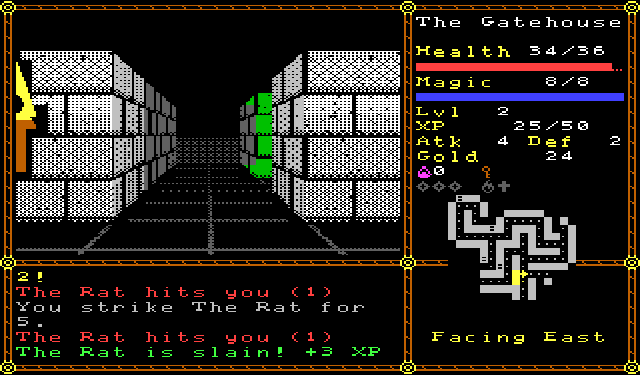 The Gatehouse
Health 34/36
Magic 8/8
Lvl 2
XP 25/50
Atk 4 Def 2
Gold 24
0
2!
The Rat hits you (1)
You strike The Rat for
5.
The Rat hits you (1)
The Rat is slain! +3 XP
Facing East